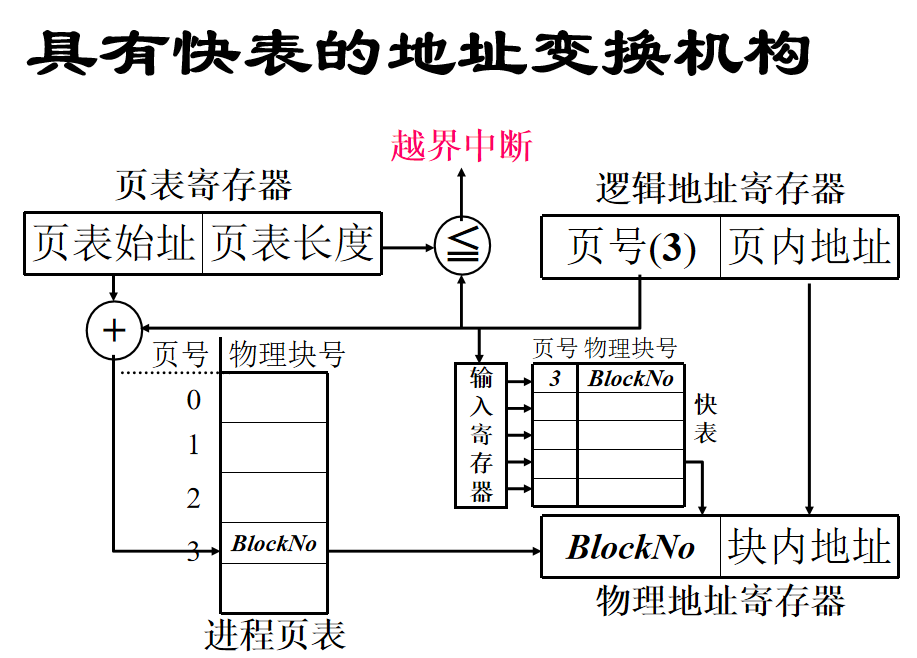 具有快表的地址变换机构
越界中断
页表寄存器
逻辑地址寄存器
页表始址 页表长度
≦
页号(3) 页内地址
+
页号 物理块号
0
1
2
3 BlockNo
进程页表
输入寄存器
页号 物理块号
3 BlockNo
快表
BlockNo 块内地址
物理地址寄存器